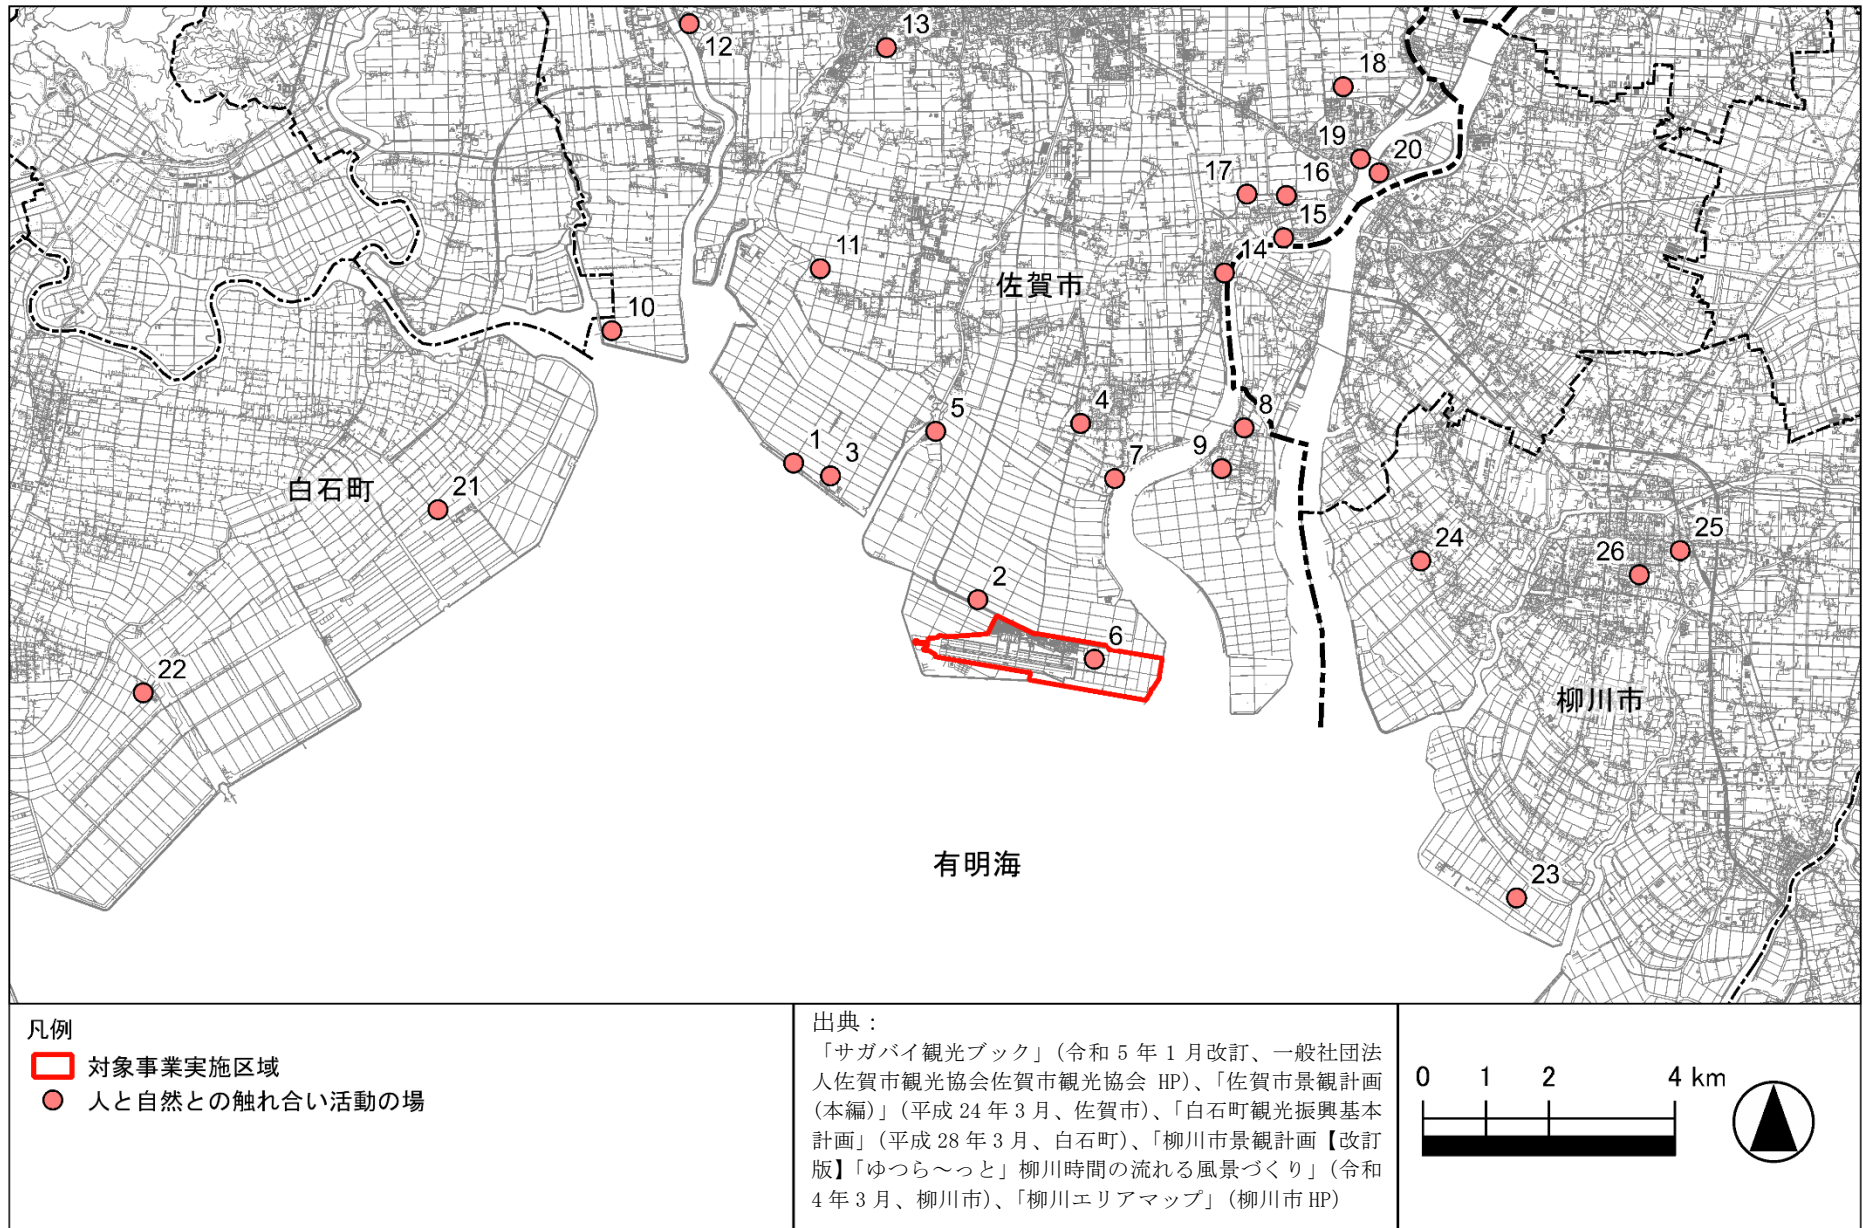 12
13
18
19
20
17
16
15
14
11
佐賀市
10
5
4
8
1
3
9
7
白石町
21
24
25
26
2
6
22
柳川市
有明海
23
凡例
対象事業実施区域
人と自然との触れ合い活動の場
出典：
「サガバイ観光ブック」（令和 5 年 1 月改訂、一般社団法
人佐賀市観光協会佐賀市観光協会 HP）、「佐賀市景観計画
(本編)」（平成 24 年 3 月、佐賀市）、「白石町観光振興基本
計画」（平成 28 年 3 月、白石町）、「柳川市景観計画【改訂
版】「ゆつら～っと」柳川時間の流れる風景づくり」（令和
4 年 3 月、柳川市）、「柳川エリアマップ」（柳川市 HP）
0 1 2 4 km